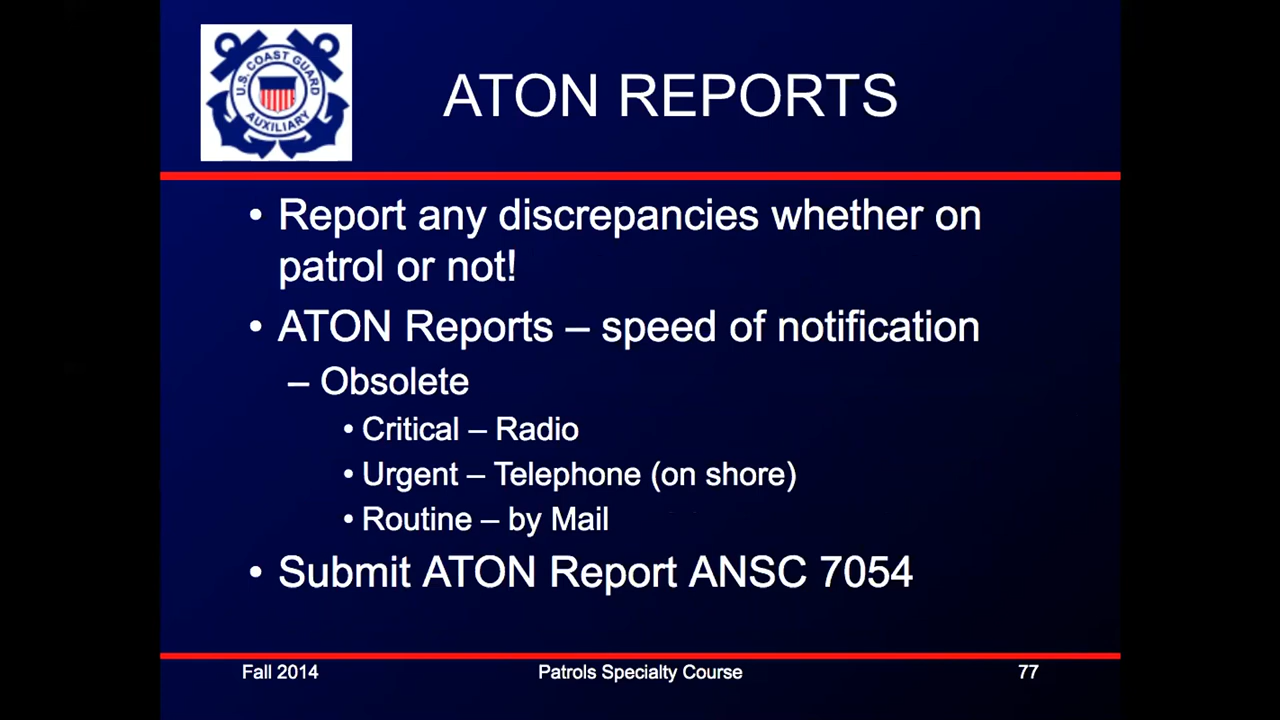 U.S. COAST GUARD
AUXILIARY
ATON REPORTS
• Report any discrepancies whether on
patrol or not!
• ATON Reports – speed of notification
– Obsolete
• Critical – Radio
• Urgent – Telephone (on shore)
• Routine – by Mail
• Submit ATON Report ANSC 7054
Fall 2014 Patrols Specialty Course 77